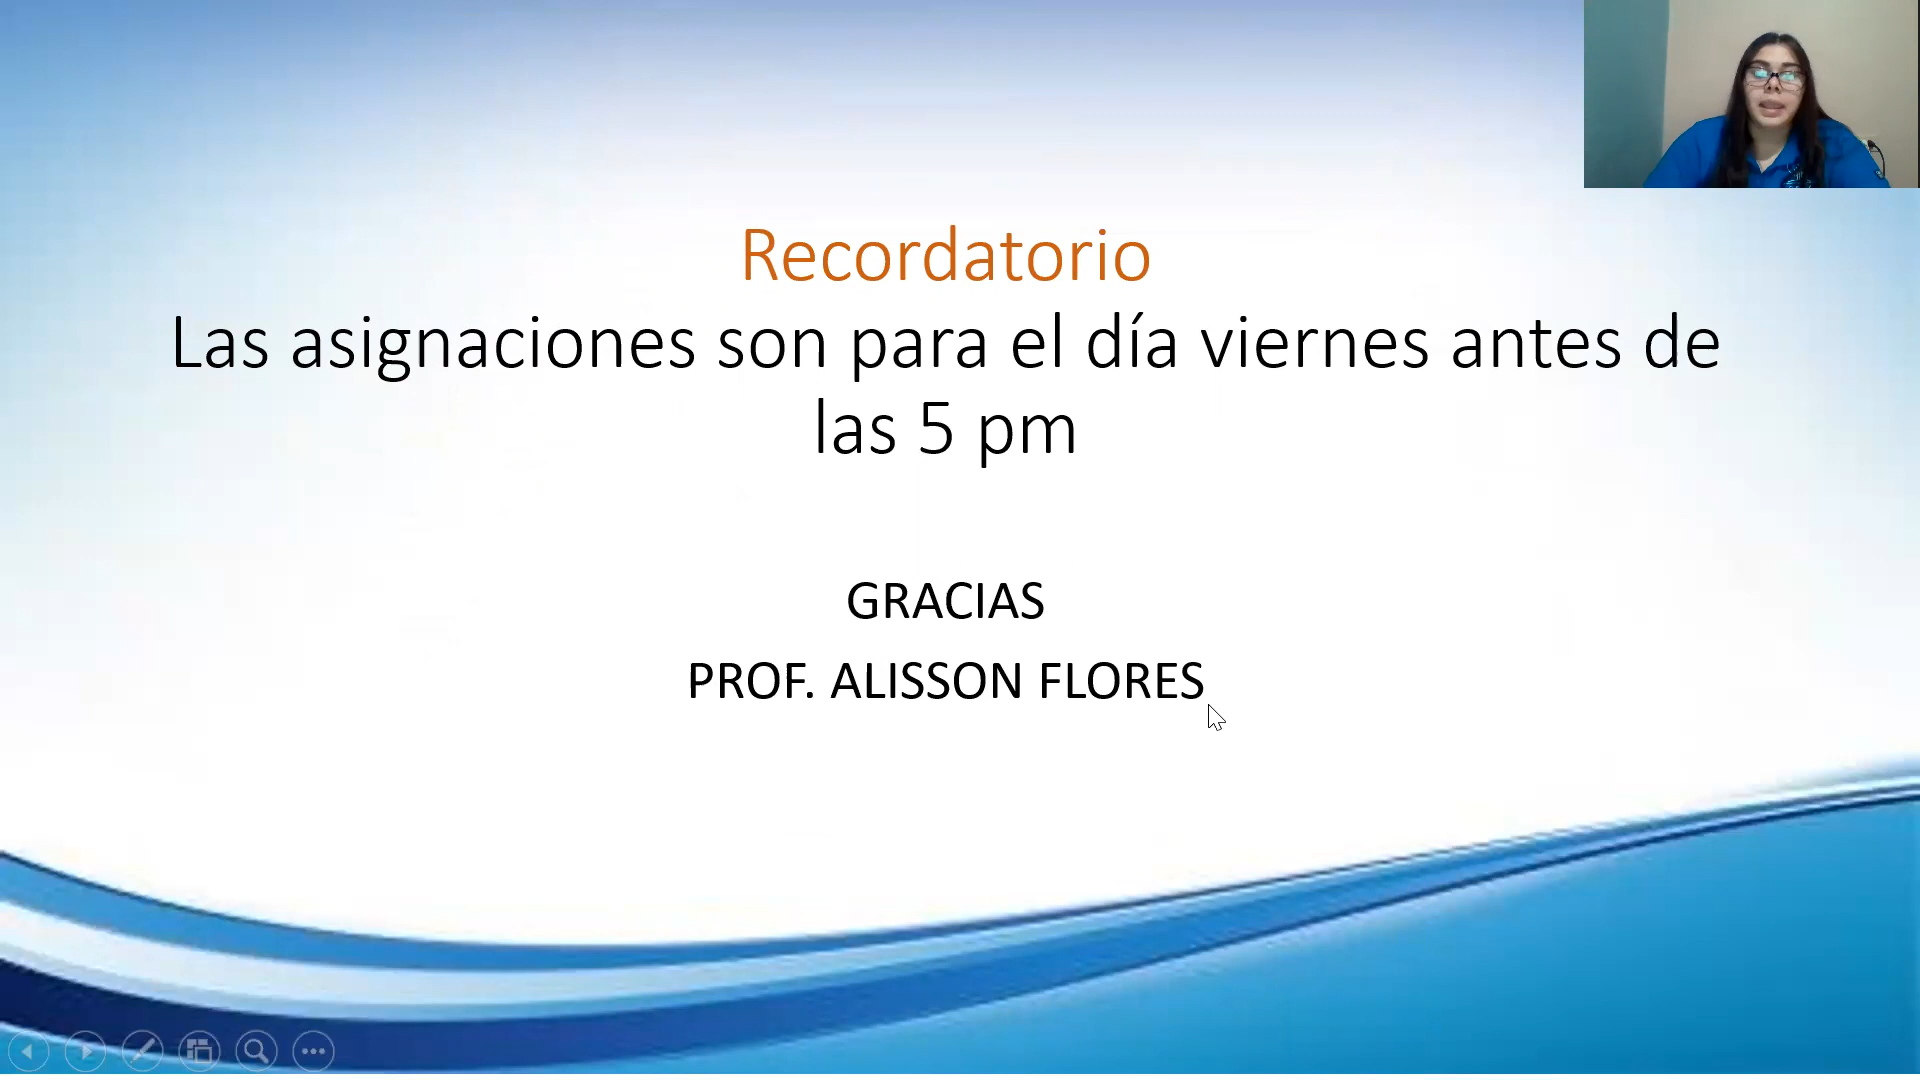 Recordatorio
Las asignaciones son para el día viernes antes de
las 5 pm
GRACIAS
PROF. ALISSON FLORES